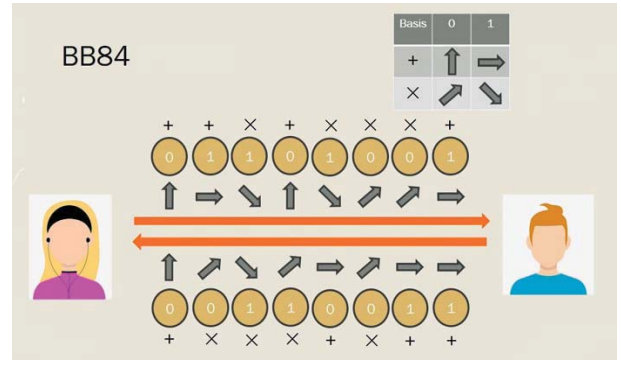 BB84
Basis 0 1
+
×
+ + × + × × × +
0 1 1 0 1 0 0 1
0 0 1 1 0 0 1 1
+ × × × + × + +